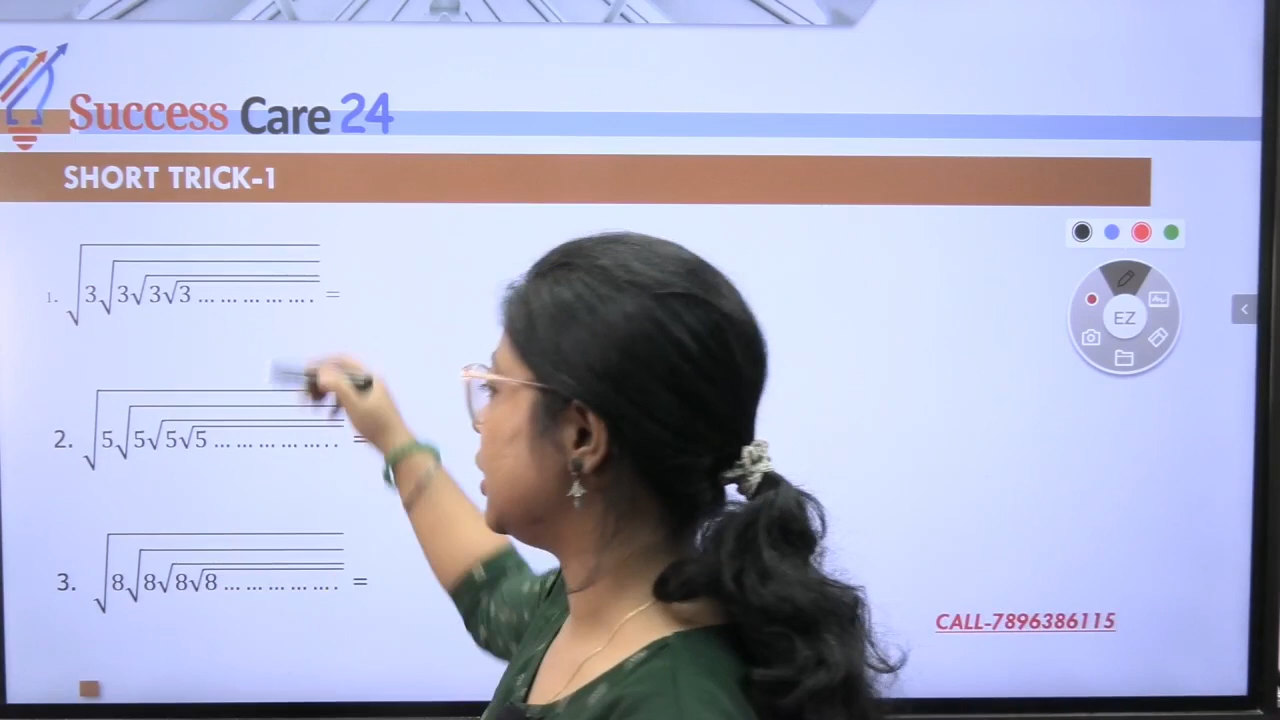 Success Care 24
SHORT TRICK-1
1. √3√3√3√3 ... ... ... ... ... . =
EZ
2. √5√5√5√5 ... ... ... ... ... . . =
3. √8√8√8√8 ... ... ... ... ... . =
CALL-7896386115